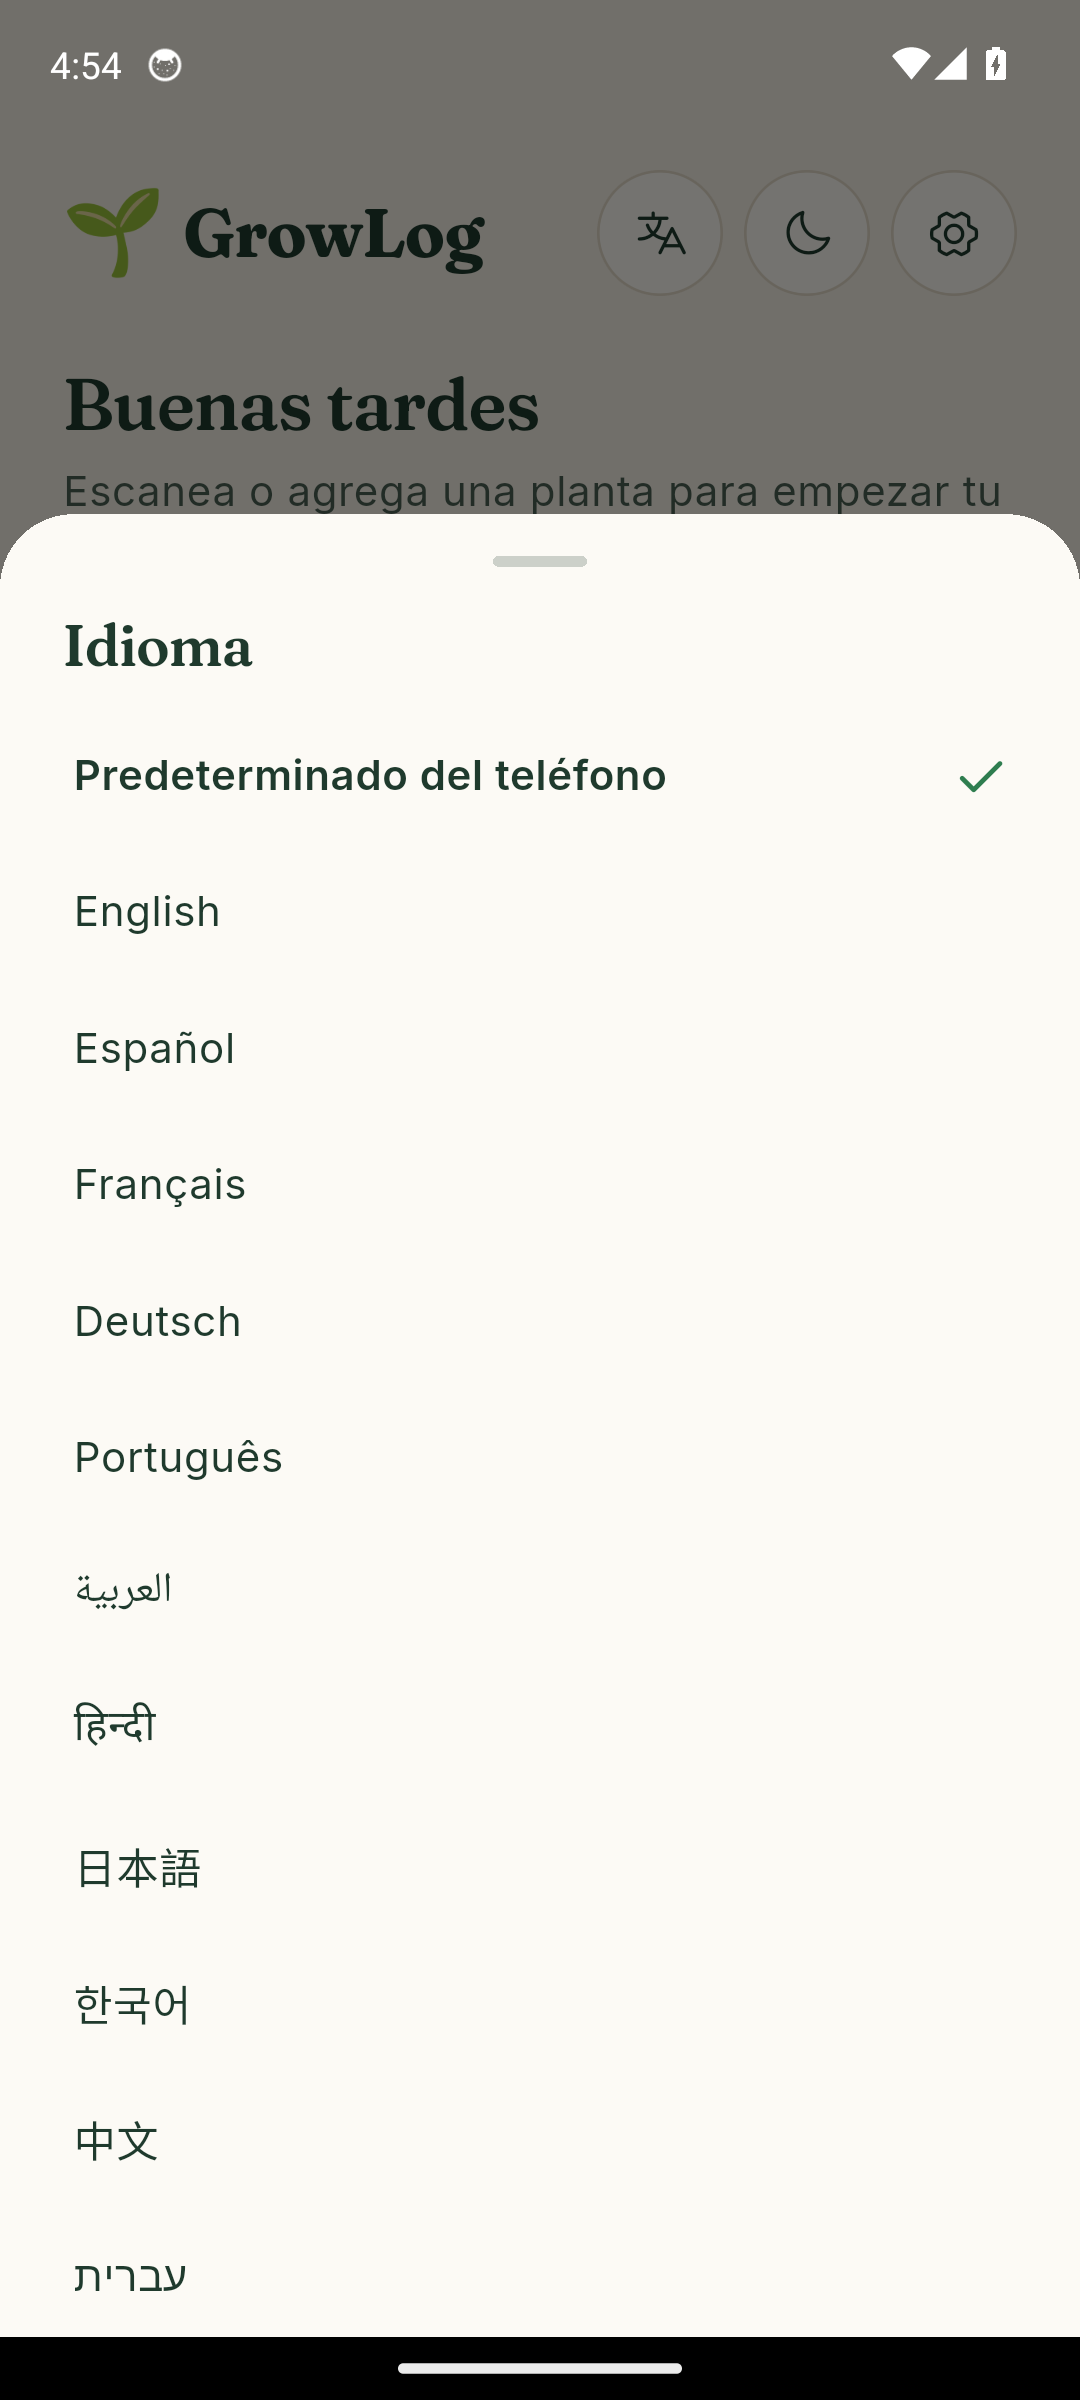 4:54
GrowLog
Buenas tardes
Escanea o agrega una planta para empezar tu
Idioma
Predeterminado del teléfono
English
Español
Français
Deutsch
Português
العربية
हिन्दी
日本語
한국어
中文
עברית